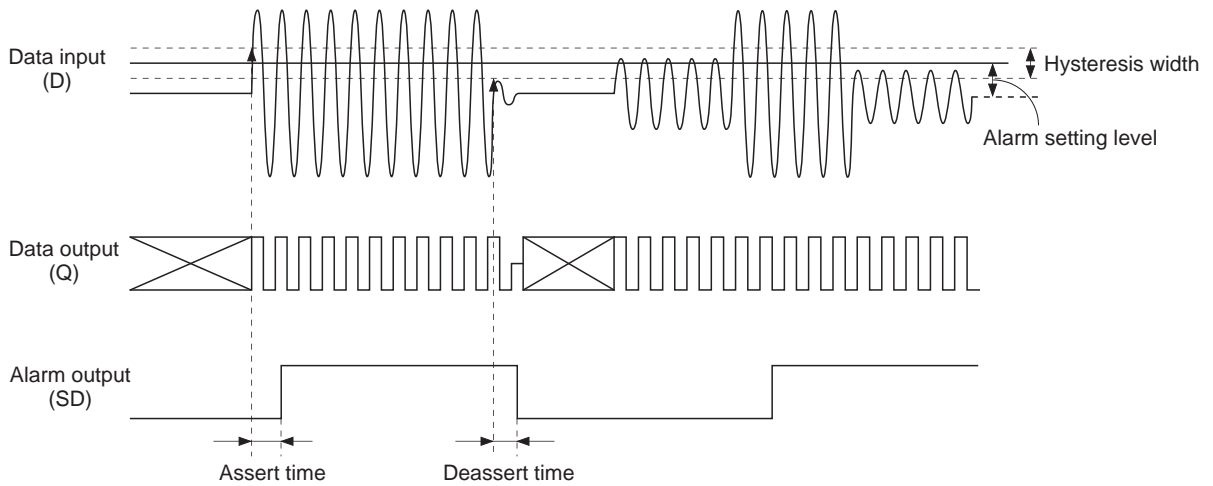 Data input
(D)
Hysteresis width
Alarm setting level
Data output
(Q)
Alarm output
(SD)
Assert time
Deassert time